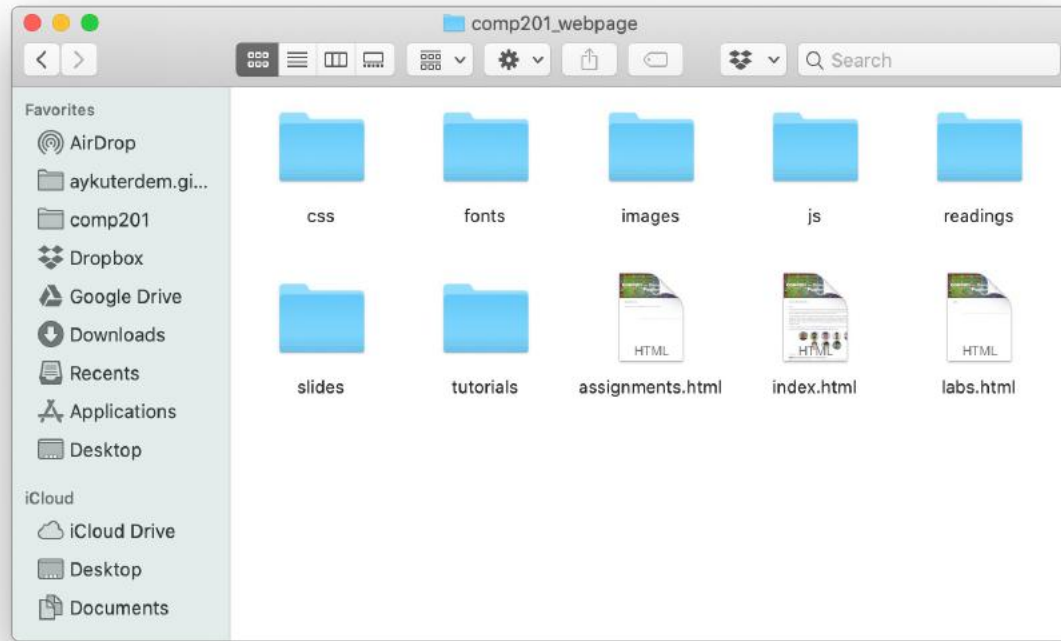 comp201_webpage
Search
Favorites
AirDrop
aykuterdem.gi...
comp201
Dropbox
Google Drive
Downloads
Recents
Applications
Desktop
iCloud
iCloud Drive
Desktop
Documents
css fonts images js readings
HTML HTML HTML
slides tutorials assignments.html index.html labs.html